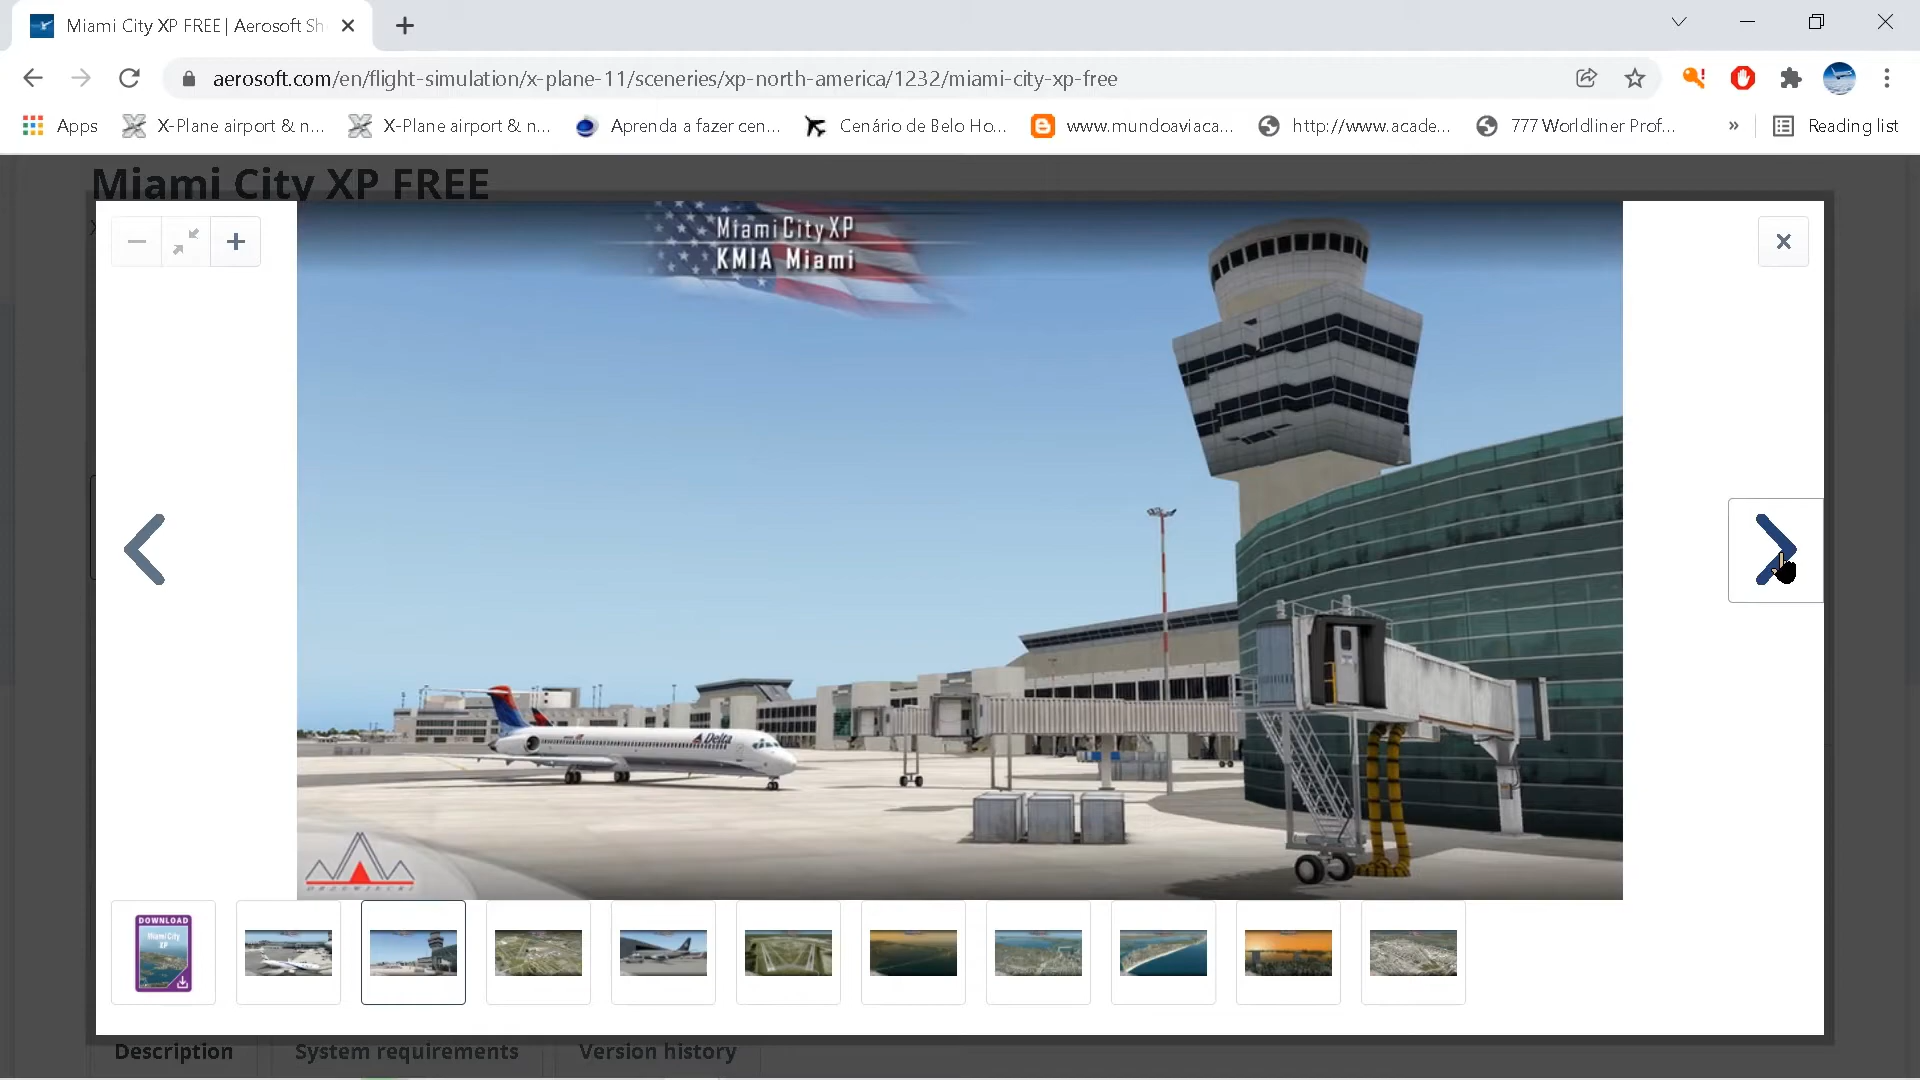 Miami City XP FREE | Aerosoft Sh
aerosoft.com/en/flight-simulation/x-plane-11/sceneries/xp-north-america/1232/miami-city-xp-free
Apps
X-Plane airport & n...
X-Plane airport & n...
Aprenda a fazer cen...
Cenário de Belo Ho...
www.mundoaviaca...
http://www.acade...
777 Worldliner Prof...
»
Reading list
Miami City XP FREE
MiamiCityXP
KMIA Miami
Delta
DOWNLOAD
Miami City
XP
Description
System requirements
Version history